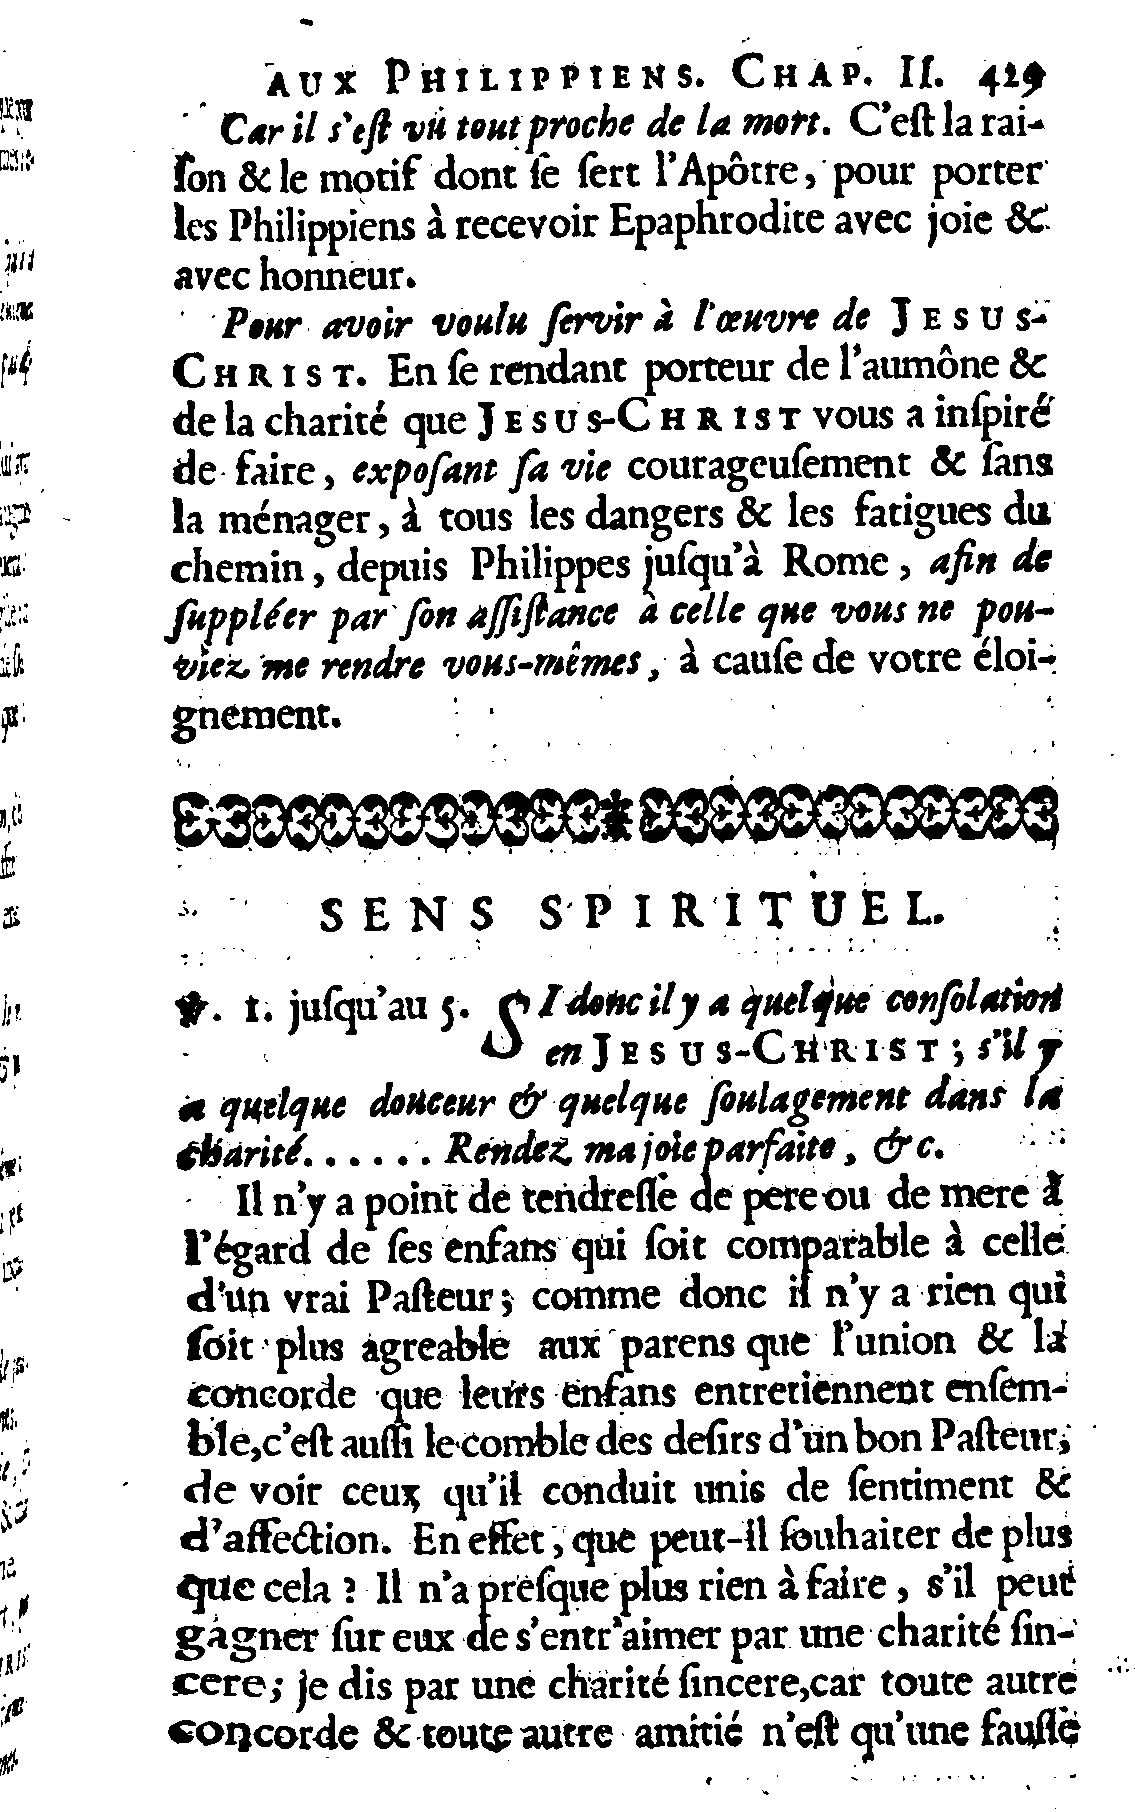 AUX PHILIPPIENS. CHAP. II. 429
Car il s'eſt vû tout proche de la mort. C'eſt la rai-
ſon & le motif dont ſe ſert l'Apôtre, pour porter
les Philippiens à recevoir Epaphrodite avec joie &
avec honneur.
Pour avoir voulu ſervir à l'œuvre de JESUS-
CHRIST. En ſe rendant porteur de l'aumône &
de la charité que JESUS-CHRIST vous a inſpiré
de faire, expoſant ſa vie courageuſement & ſans
la ménager, à tous les dangers & les fatigues du
chemin, depuis Philippes juſqu'à Rome, afin de
ſuppléer par ſon aſſiſtance à celle que vous ne pou-
viez me rendre vous-mêmes, à cauſe de votre éloi-
gnement.
SENS SPIRITUEL.
℣. 1. juſqu'au 5. SI donc il y a quelque conſolation
en JESUS-CHRIST; s'il y
a quelque douceur & quelque ſoulagement dans la
charité...... Rendez ma joie parfaite, &c.
Il n'y a point de tendreſſe de pere ou de mere à
l'égard de ſes enfans qui ſoit comparable à celle
d'un vrai Paſteur; comme donc il n'y a rien qui
ſoit plus agreable aux parens que l'union & la
concorde que leurs enfans entretiennent enſem-
ble, c'eſt auſſi le comble des deſirs d'un bon Paſteur,
de voir ceux qu'il conduit unis de ſentiment &
d'affection. En effet, que peut-il ſouhaiter de plus
que cela? Il n'a preſque plus rien à faire, s'il peut
gagner ſur eux de s'entr'aimer par une charité ſin-
cere; je dis par une charité ſincere, car toute autre
concorde & toute autre amitié n'eſt qu'une fauſſe